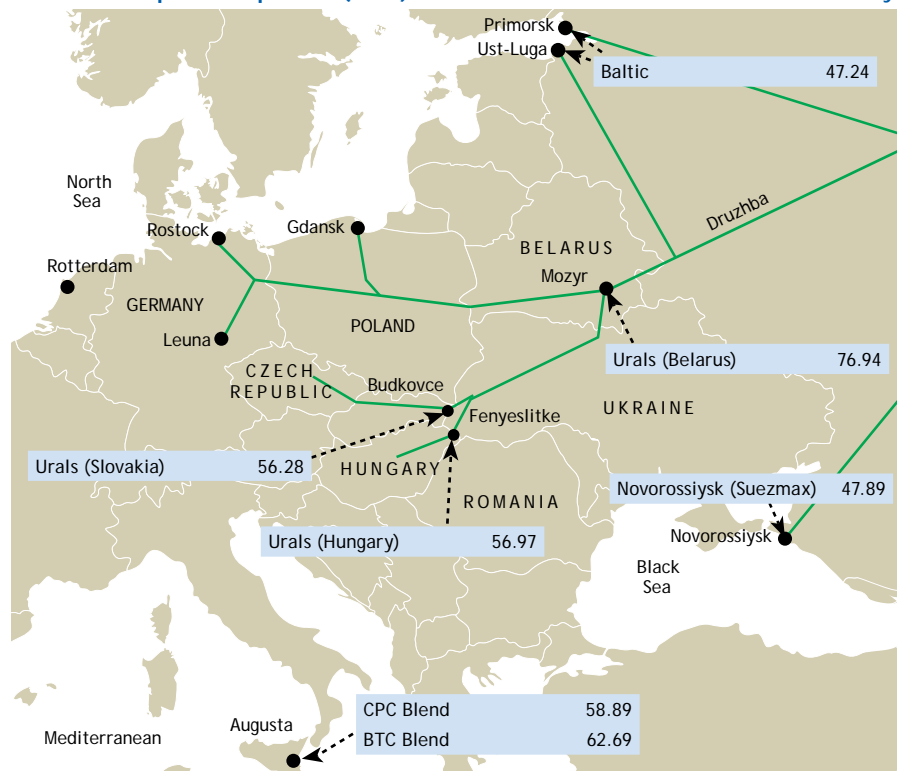 Primorsk
Ust-Luga
Baltic 47.24
North
Sea
Druzhba
Rostock
Gdansk
BELARUS
Mozyr
Rotterdam
GERMANY
POLAND
Leuna
Urals (Belarus) 76.94
CZECH
REPUBLIC
Budkovce
UKRAINE
Fenyeslitke
Urals (Slovakia) 56.28
HUNGARY
Novorossiysk (Suezmax) 47.89
ROMANIA
Urals (Hungary) 56.97
Novorossiysk
Black
Sea
CPC Blend 58.89
Augusta
BTC Blend 62.69
Mediterranean